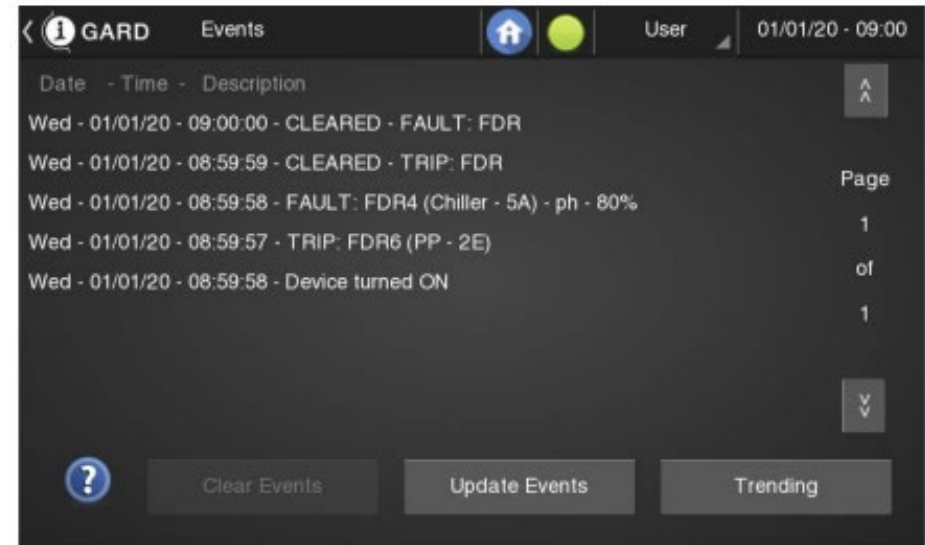 i GARD Events User 01/01/20 - 09:00
Date - Time - Description
Wed - 01/01/20 - 09:00:00 - CLEARED - FAULT: FDR
Wed - 01/01/20 - 08:59:59 - CLEARED - TRIP: FDR
Wed - 01/01/20 - 08:59:58 - FAULT: FDR4 (Chiller - 5A) - ph - 80%
Wed - 01/01/20 - 08:59:57 - TRIP: FDR6 (PP - 2E)
Wed - 01/01/20 - 08:59:58 - Device turned ON
Page
1
of
1
? Clear Events Update Events Trending